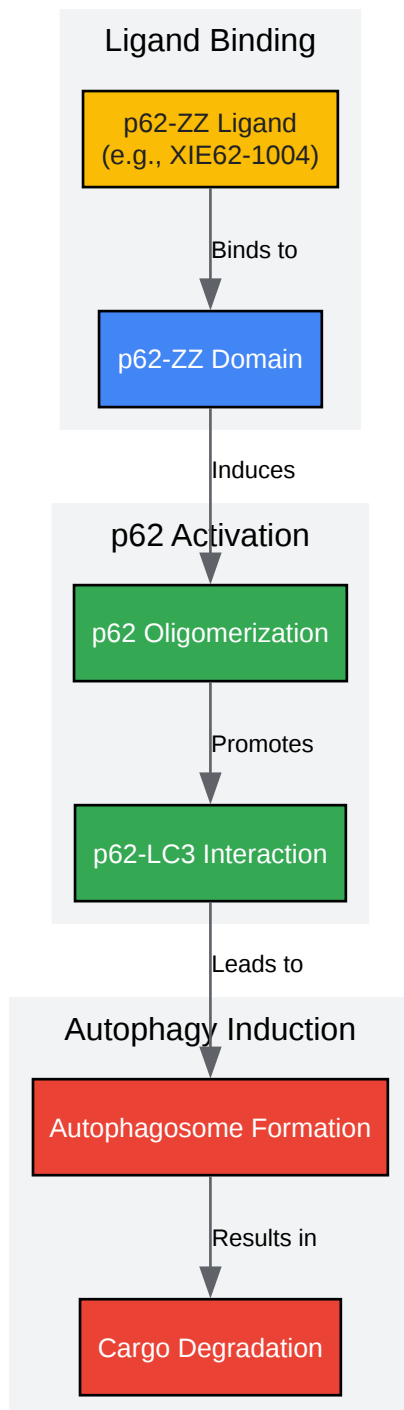 Ligand Binding
p62-ZZ Ligand
(e.g., XIE62-1004)
Binds to
p62-ZZ Domain
Induces
p62 Activation
p62 Oligomerization
Promotes
p62-LC3 Interaction
Leads to
Autophagy Induction
Autophagosome Formation
Results in
Cargo Degradation